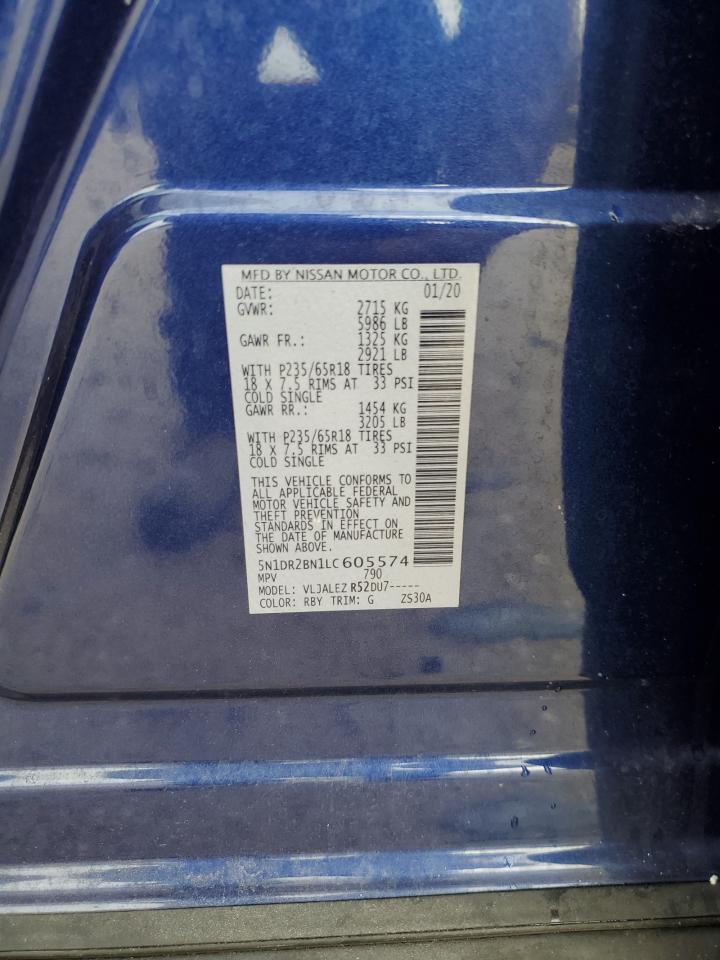 MFD BY NISSAN MOTOR CO., LTD.
DATE: 01/20
GVWR: 2715 KG
5986 LB
GAWR FR.: 1325 KG
2921 LB
WITH P235/65R18 TIRES
18 X 7.5 RIMS AT 33 PSI
COLD SINGLE
GAWR RR.: 1454 KG
3205 LB
WITH P235/65R18 TIRES
18 X 7.5 RIMS AT 33 PSI
COLD SINGLE
THIS VEHICLE CONFORMS TO
ALL APPLICABLE FEDERAL
MOTOR VEHICLE SAFETY AND
THEFT PREVENTION
STANDARDS IN EFFECT ON
THE DATE OF MANUFACTURE
SHOWN ABOVE.
5N1DR2BN1LC605574
MPV 790
MODEL: VLJALEZ R52DU7-----
COLOR: RBY TRIM: G ZS30A